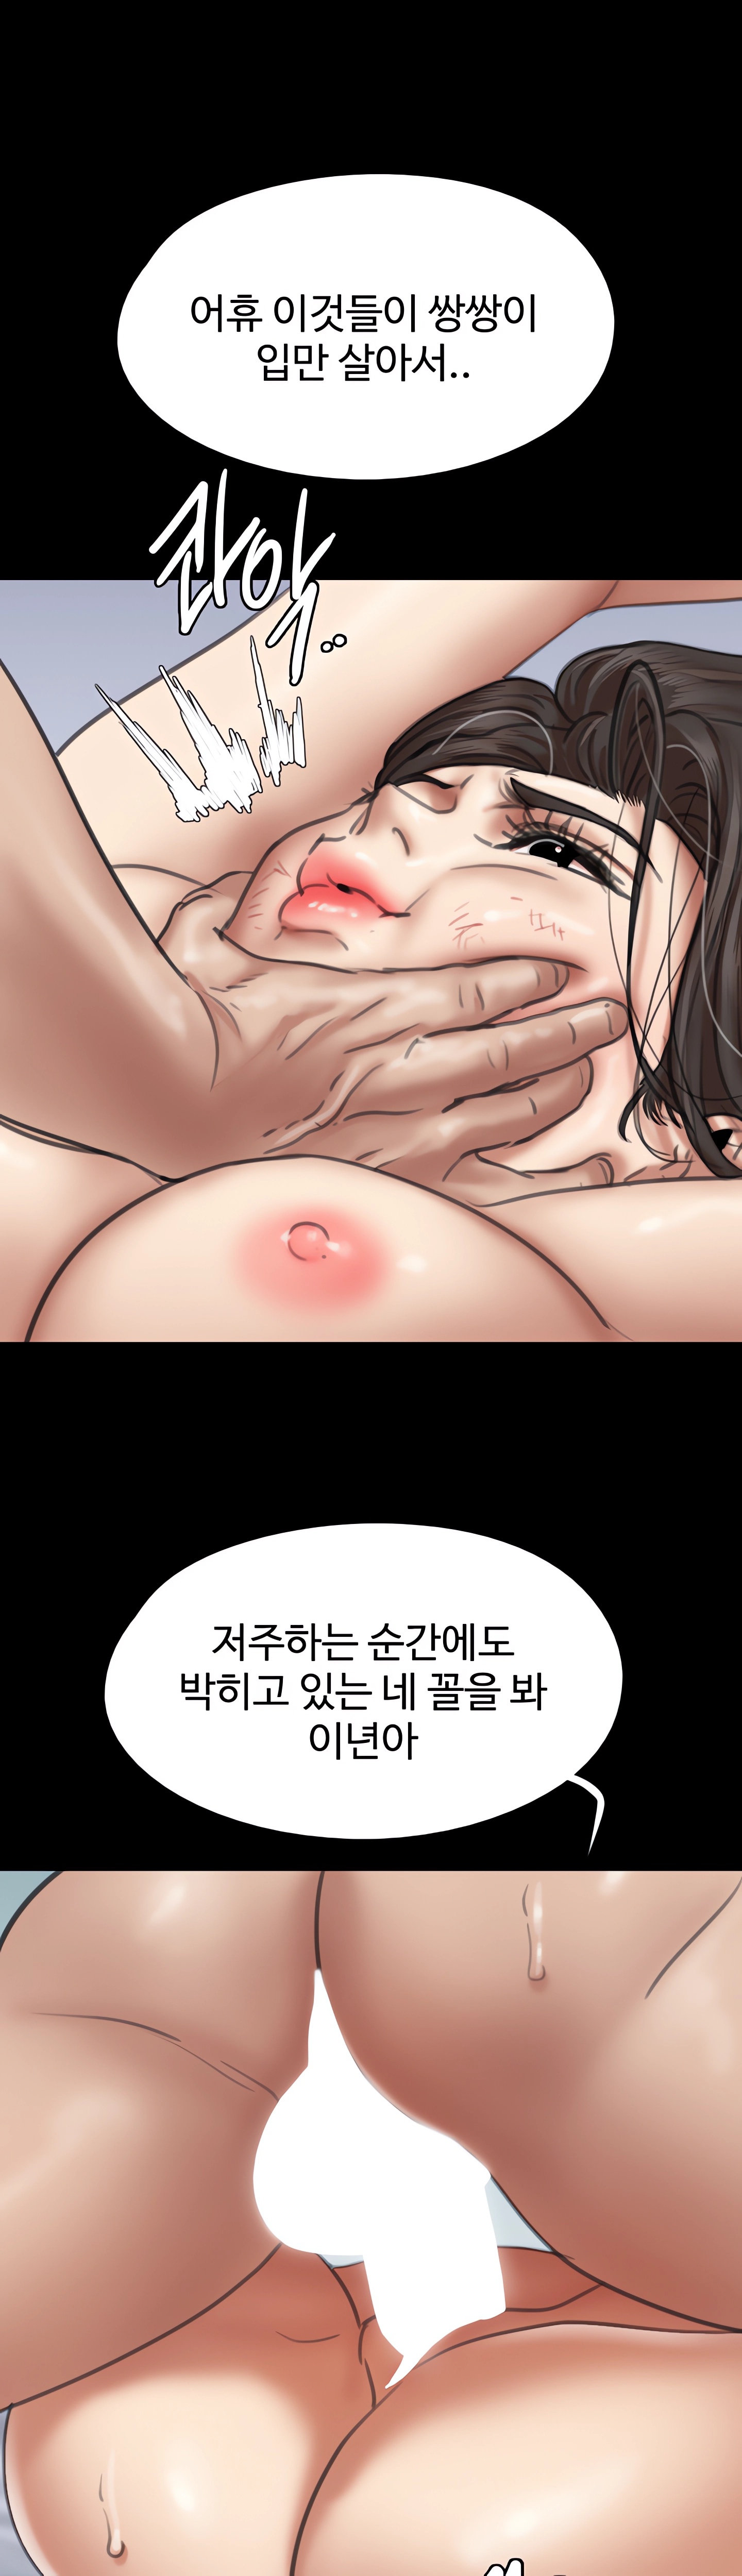 어휴 이것들이 쌍쌍이
입만 살아서..
콰악..
저주하는 순간에도
박히고 있는 네 꼴을 봐
이년아